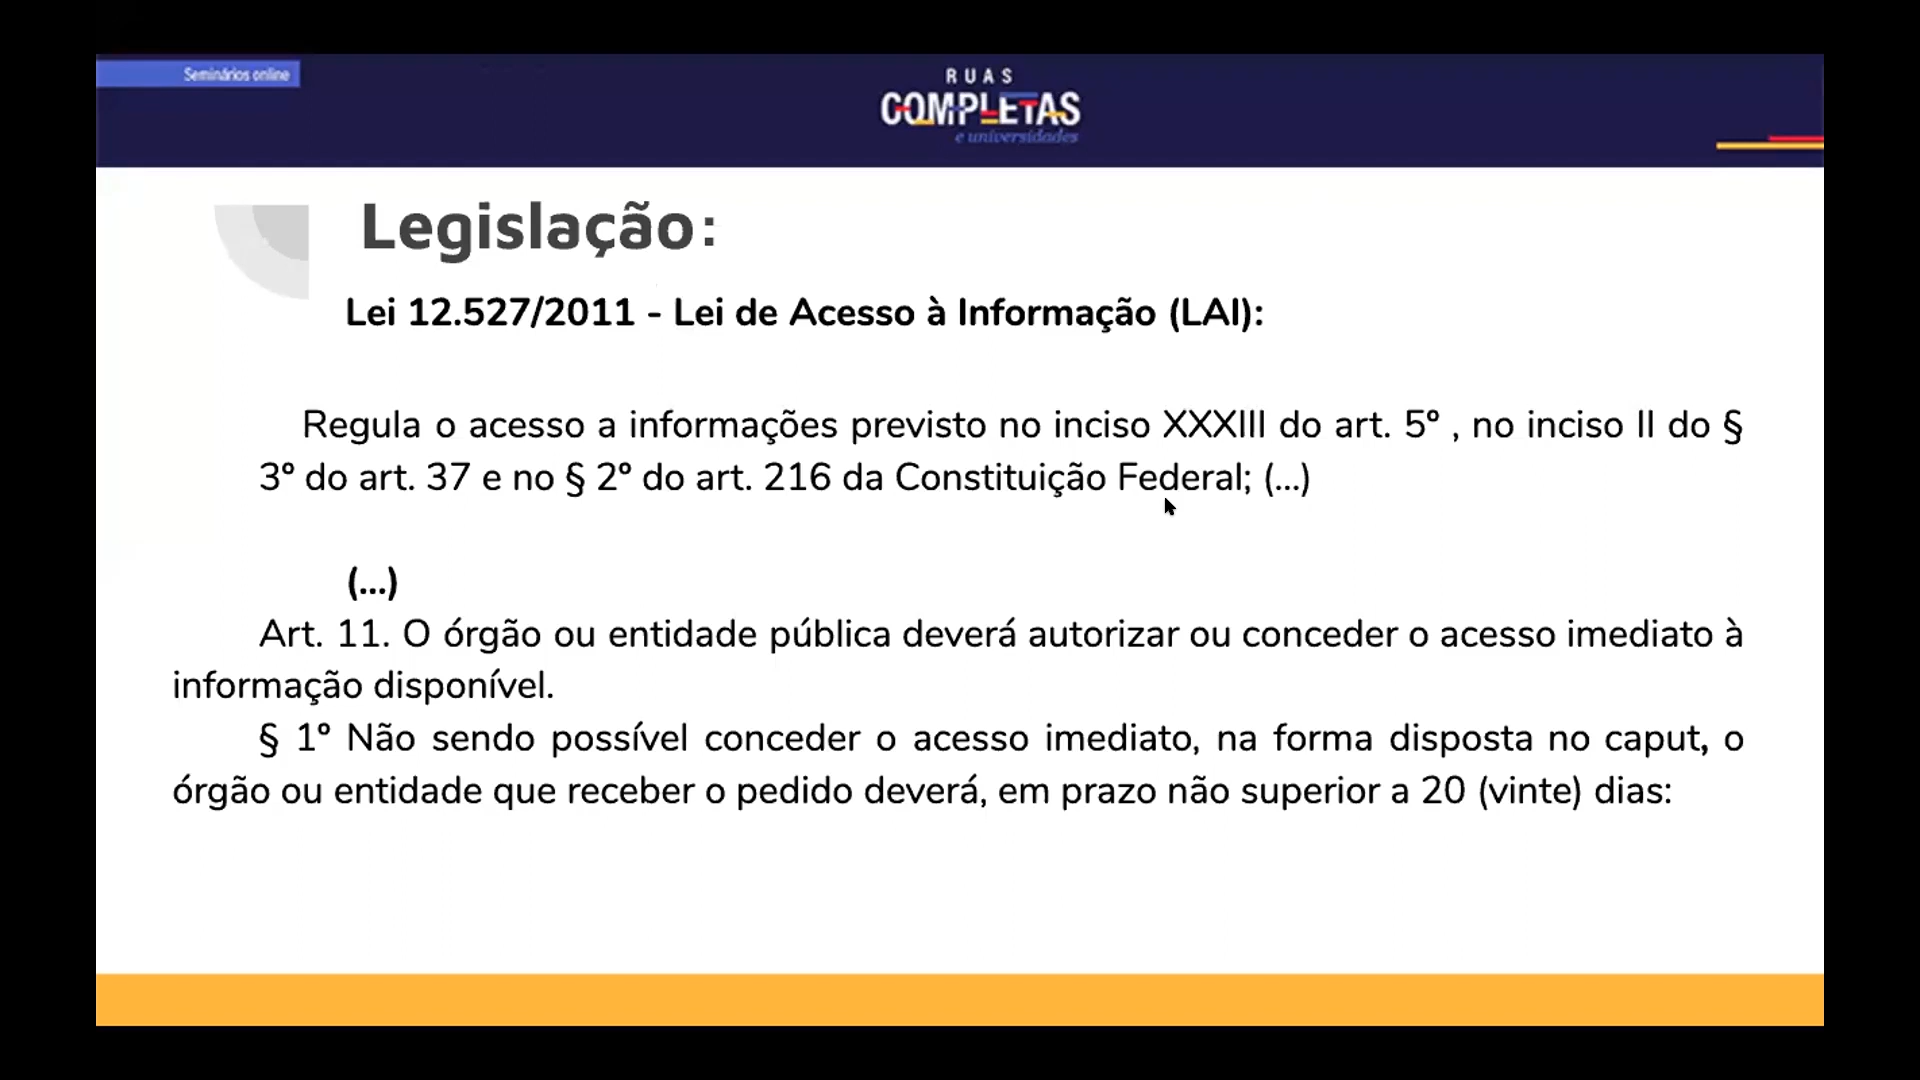 Seminários online
RUAS
COMPLETAS
e universidades
Legislação:
Lei 12.527/2011 - Lei de Acesso à Informação (LAI):
Regula o acesso a informações previsto no inciso XXXIII do art. 5º , no inciso II do §
3º do art. 37 e no § 2º do art. 216 da Constituição Federal; (...)
(...)
Art. 11. O órgão ou entidade pública deverá autorizar ou conceder o acesso imediato à
informação disponível.
§ 1º Não sendo possível conceder o acesso imediato, na forma disposta no caput, o
órgão ou entidade que receber o pedido deverá, em prazo não superior a 20 (vinte) dias: